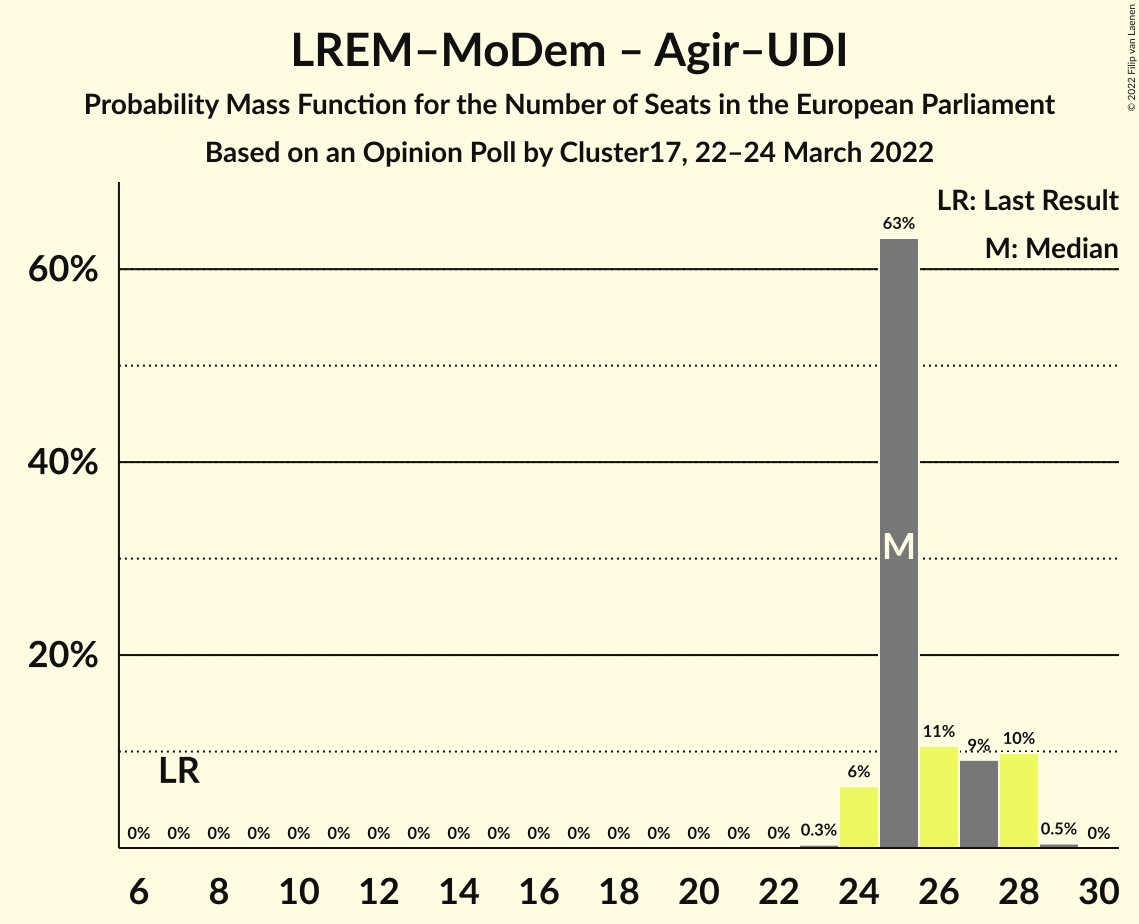 LREM–MoDem – Agir–UDI
Probability Mass Function for the Number of Seats in the European Parliament
Based on an Opinion Poll by Cluster17, 22–24 March 2022
© 2022 Filip van Laenen
LR: Last Result
M: Median
63%
60%
40%
M
20%
LR
11%
9%
10%
6%
0% 0% 0% 0% 0% 0% 0% 0% 0% 0% 0% 0% 0% 0% 0% 0% 0% 0.3% 0.5% 0%
6 8 10 12 14 16 18 20 22 24 26 28 30